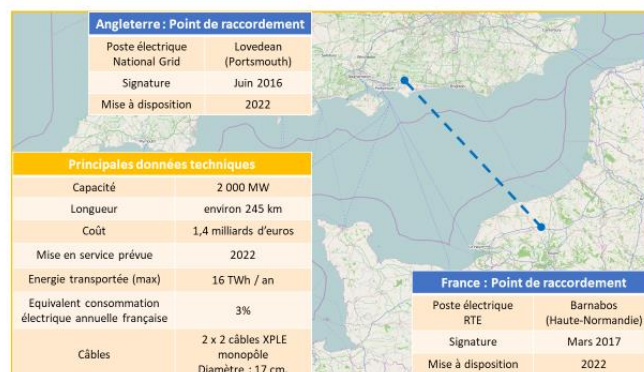 Angleterre : Point de raccordement
Poste électrique
National Grid
Lovedean
(Portsmouth)
Signature
Juin 2016
Mise à disposition
2022
Principales données techniques
Capacité
2 000 MW
Longueur
environ 245 km
Coût
1,4 milliards d'euros
Mise en service prévue
2022
Energie transportée (max)
16 TWh / an
Equivalent consommation
électrique annuelle française
3%
Câbles
2 x 2 câbles XPLE
monopôle
Diamètre : 17 cm.
France : Point de raccordement
Poste électrique
RTE
Barnabos
(Haute-Normandie)
Signature
Mars 2017
Mise à disposition
2022